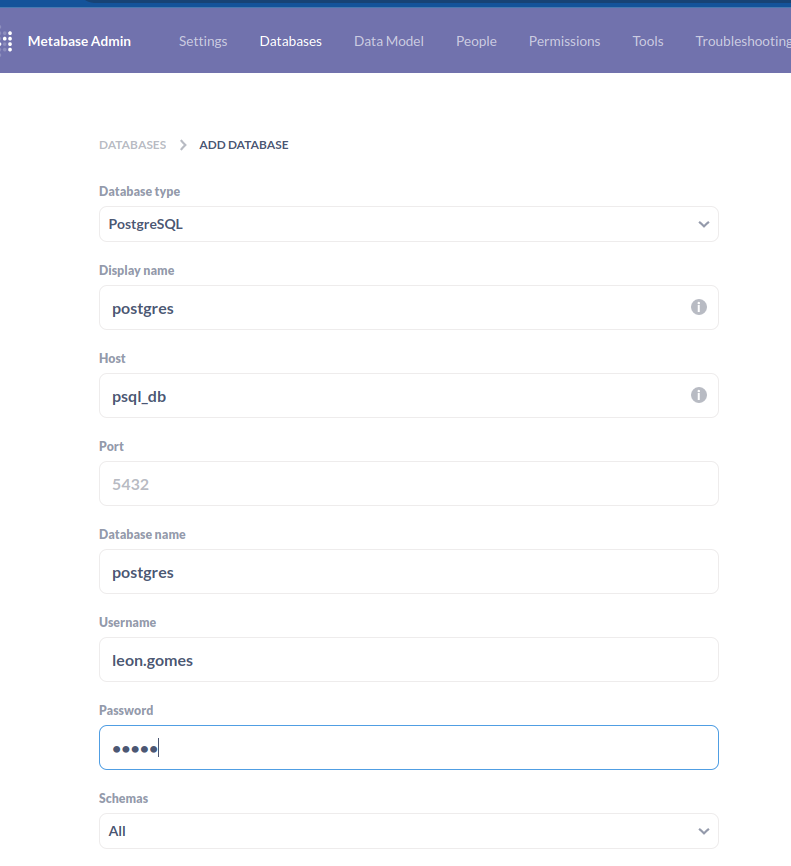 Metabase Admin Settings Databases Data Model People Permissions Tools Troubleshooting
DATABASES > ADD DATABASE
Database type
PostgreSQL
Display name
postgres
Host
psql_db
Port
5432
Database name
postgres
Username
leon.gomes
Password
•••••
Schemas
All